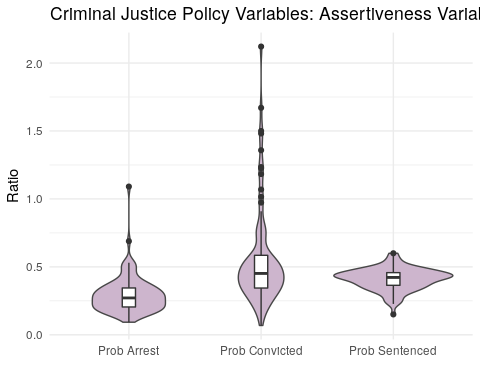 Criminal Justice Policy Variables: Assertiveness Varial
Ratio
2.0
1.5
1.0
0.5
0.0
Prob Arrest
Prob Convicted
Prob Sentenced